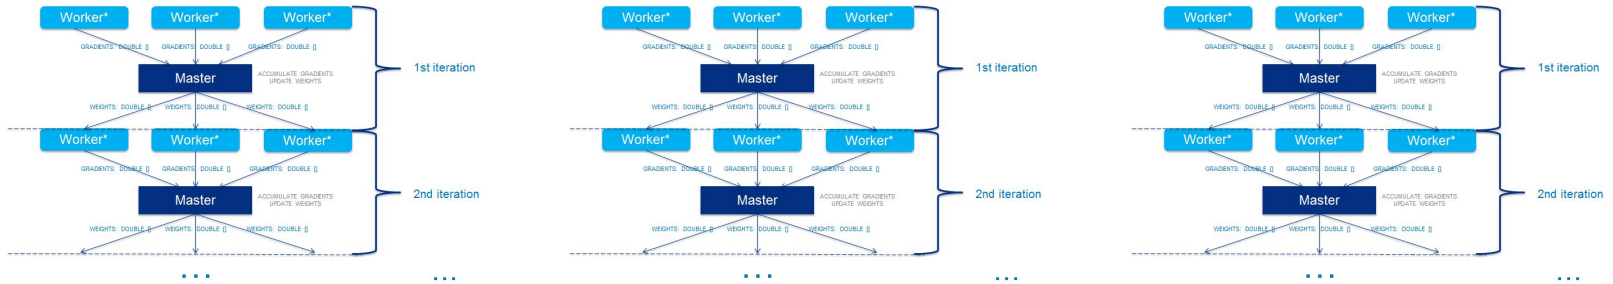 Worker* Worker* Worker* Worker* Worker* Worker* Worker* Worker* Worker*
GRADIENTS: DOUBLE [] GRADIENTS: DOUBLE [] GRADIENTS: DOUBLE [] GRADIENTS: DOUBLE [] GRADIENTS: DOUBLE [] GRADIENTS: DOUBLE [] GRADIENTS: DOUBLE [] GRADIENTS: DOUBLE [] GRADIENTS: DOUBLE []
Master ACCUMULATE GRADIENTS 1st iteration Master ACCUMULATE GRADIENTS 1st iteration Master ACCUMULATE GRADIENTS 1st iteration
UPDATE WEIGHTS UPDATE WEIGHTS UPDATE WEIGHTS
WEIGHTS: DOUBLE [] WEIGHTS: DOUBLE [] WEIGHTS: DOUBLE [] WEIGHTS: DOUBLE [] WEIGHTS: DOUBLE [] WEIGHTS: DOUBLE [] WEIGHTS: DOUBLE [] WEIGHTS: DOUBLE [] WEIGHTS: DOUBLE []
Worker* Worker* Worker* Worker* Worker* Worker* Worker* Worker* Worker*
GRADIENTS: DOUBLE [] GRADIENTS: DOUBLE [] GRADIENTS: DOUBLE [] GRADIENTS: DOUBLE [] GRADIENTS: DOUBLE [] GRADIENTS: DOUBLE [] GRADIENTS: DOUBLE [] GRADIENTS: DOUBLE [] GRADIENTS: DOUBLE []
Master ACCUMULATE GRADIENTS 2nd iteration Master ACCUMULATE GRADIENTS 2nd iteration Master ACCUMULATE GRADIENTS 2nd iteration
UPDATE WEIGHTS UPDATE WEIGHTS UPDATE WEIGHTS
WEIGHTS: DOUBLE [] WEIGHTS: DOUBLE [] WEIGHTS: DOUBLE [] WEIGHTS: DOUBLE [] WEIGHTS: DOUBLE [] WEIGHTS: DOUBLE [] WEIGHTS: DOUBLE [] WEIGHTS: DOUBLE [] WEIGHTS: DOUBLE []
... ... ... ... ... ...